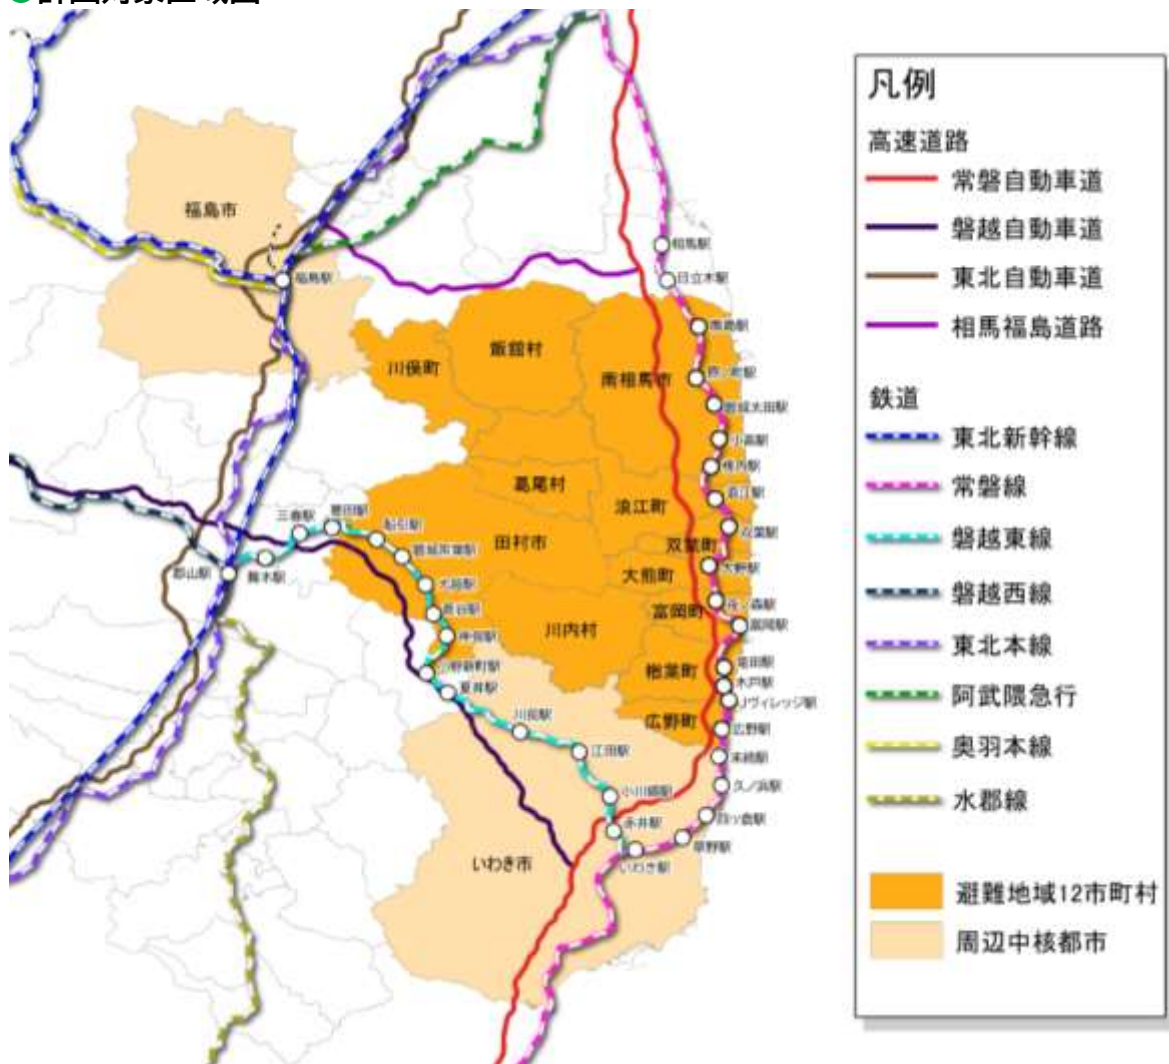 計画対象区域図
凡例
高速道路
常磐自動車道
磐越自動車道
東北自動車道
相馬福島道路
鉄道
東北新幹線
常磐線
磐越東線
磐越西線
東北本線
阿武隈急行
奥羽本線
水郡線
避難地域12市町村
周辺中核都市
福島市
福島駅
相馬駅
日立木駅
鹿島駅
飯舘村
川俣町
南相馬市
原ノ町駅
磐城太田駅
小高駅
桃内駅
葛尾村
浪江駅
浪江町
三春駅
船引駅
双葉駅
田村市
双葉町
磐城常葉駅
大野駅
郡山駅
舞木駅
大熊町
大越駅
夜ノ森駅
菅谷駅
富岡町
富岡駅
川内村
神俣駅
小野新町駅
竜田駅
楢葉町
木戸駅
夏井駅
Jヴィレッジ駅
川前駅
広野町
広野駅
江田駅
末続駅
久ノ浜駅
小川郷駅
四ツ倉駅
赤井駅
草野駅
いわき市
いわき駅